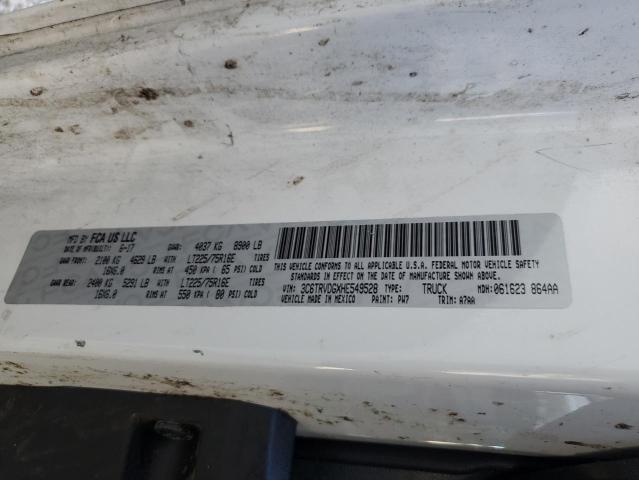 MFD BY FCA US LLC
DATE OF MFR/BUILT: 6-17 GVWR: 4037 KG 8900 LB
GAWR FRONT: 2100 KG 4629 LB WITH LT225/75R16E TIRES
16X6.0 RIMS AT 450 KPA ( 65 PSI) COLD
GAWR REAR: 2400 KG 5291 LB WITH LT225/75R16E TIRES
16X6.0 RIMS AT 550 KPA ( 80 PSI) COLD
THIS VEHICLE CONFORMS TO ALL APPLICABLE U.S.A. FEDERAL MOTOR VEHICLE SAFETY
STANDARDS IN EFFECT ON THE DATE OF MANUFACTURE SHOWN ABOVE.
VIN: 3C6TRVDGXHE549528 TYPE: TRUCK MDH: 061623 864AA
MADE IN MEXICO PAINT: PW7 TRIM: A7AA